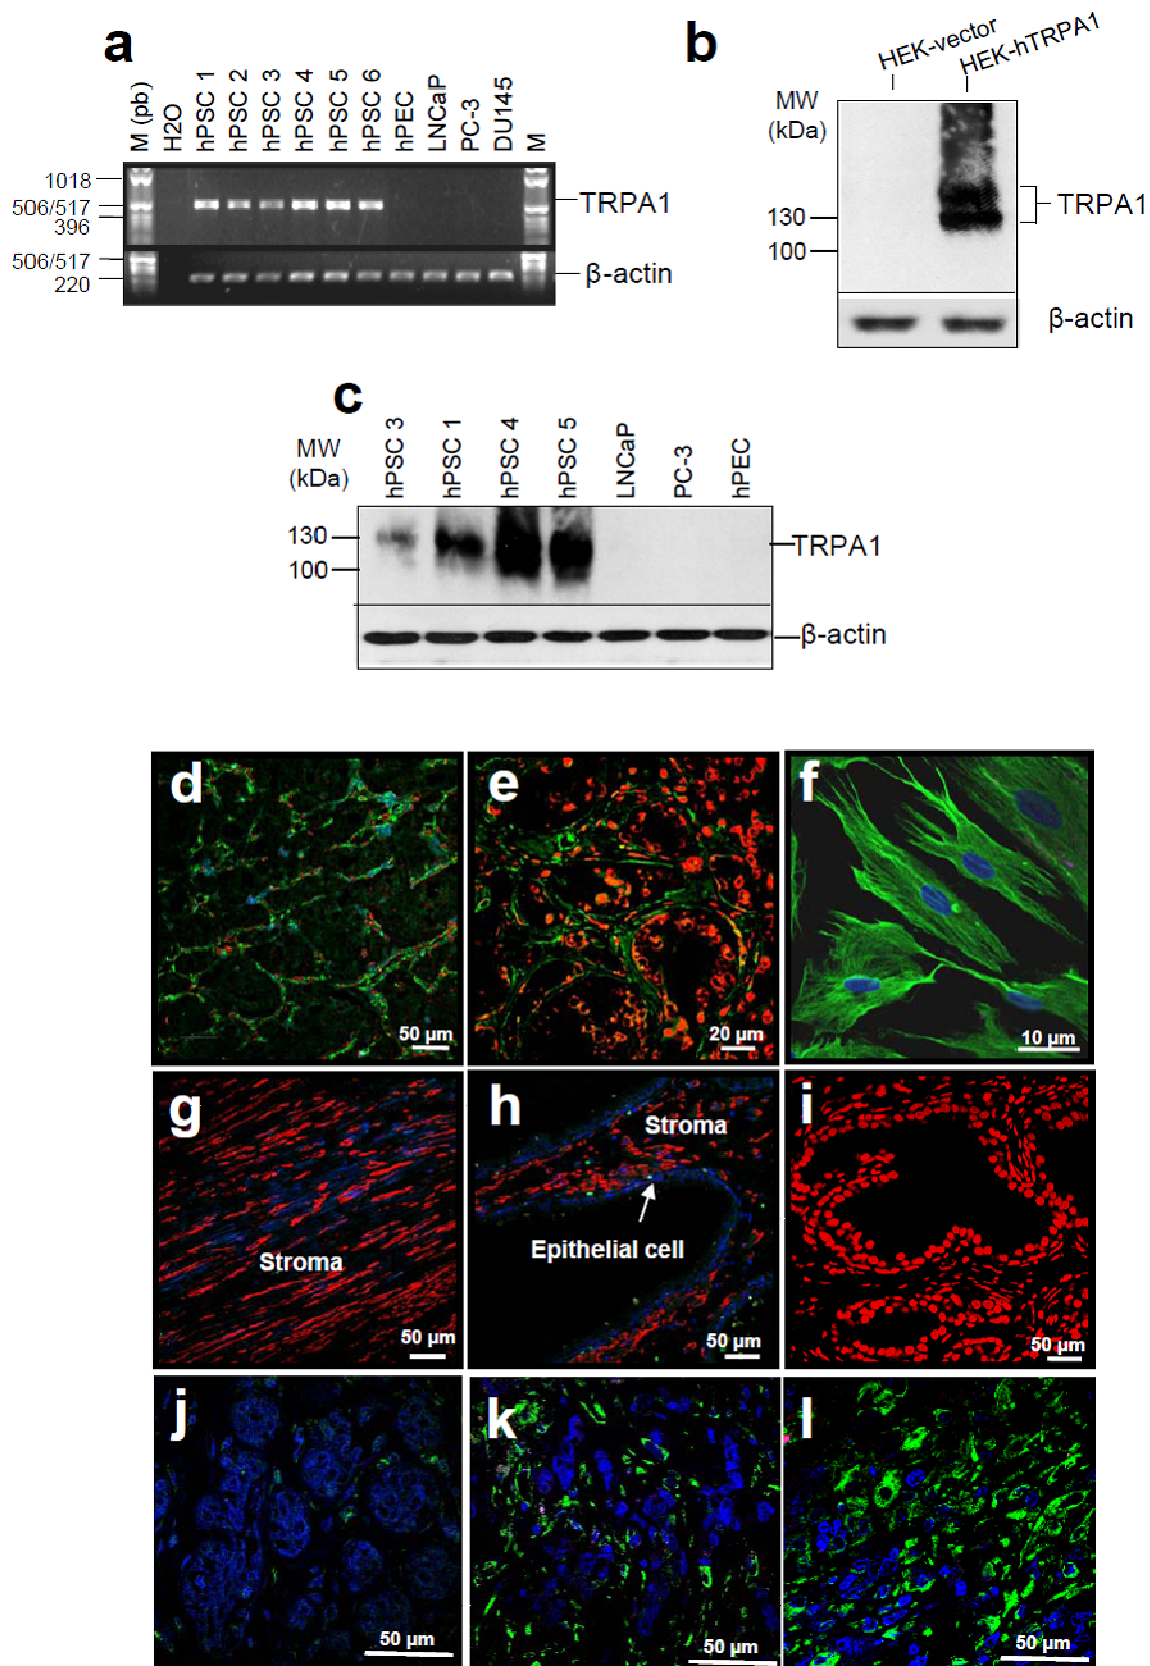 a
M (pb)
H2O
hPSC 1
hPSC 2
hPSC 3
hPSC 4
hPSC 5
hPSC 6
hPEC
LNCaP
PC-3
DU145
M
1018
506/517
396
TRPA1
506/517
220
β-actin
b
HEK-vector
HEK-hTRPA1
MW
(kDa)
130
100
TRPA1
β-actin
c
MW
(kDa)
hPSC 3
hPSC 1
hPSC 4
hPSC 5
LNCaP
PC-3
hPEC
130
100
TRPA1
β-actin
d
50 μm
e
20 μm
f
10 μm
g
Stroma
50 μm
h
Stroma
Epithelial cell
50 μm
i
50 μm
j
50 μm
k
50 μm
l
50 μm